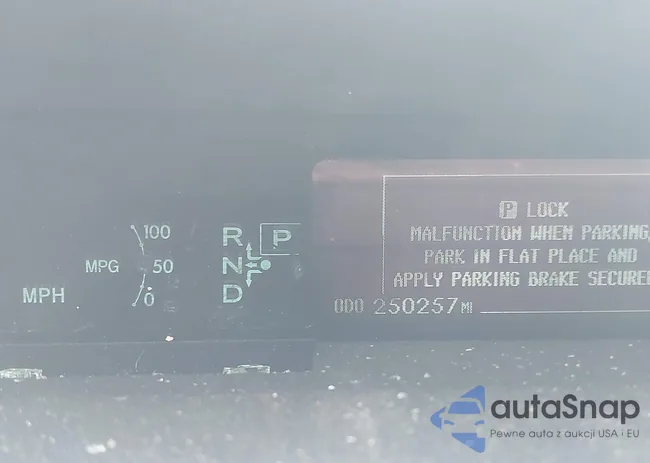 100
MPG 50
0
MPH
R P
N
D
P LOCK
MALFUNCTION WHEN PARKING,
PARK IN FLAT PLACE AND
APPLY PARKING BRAKE
ODO 250257 MI
autaSnap
Pewne auta z aukcji USA i EU